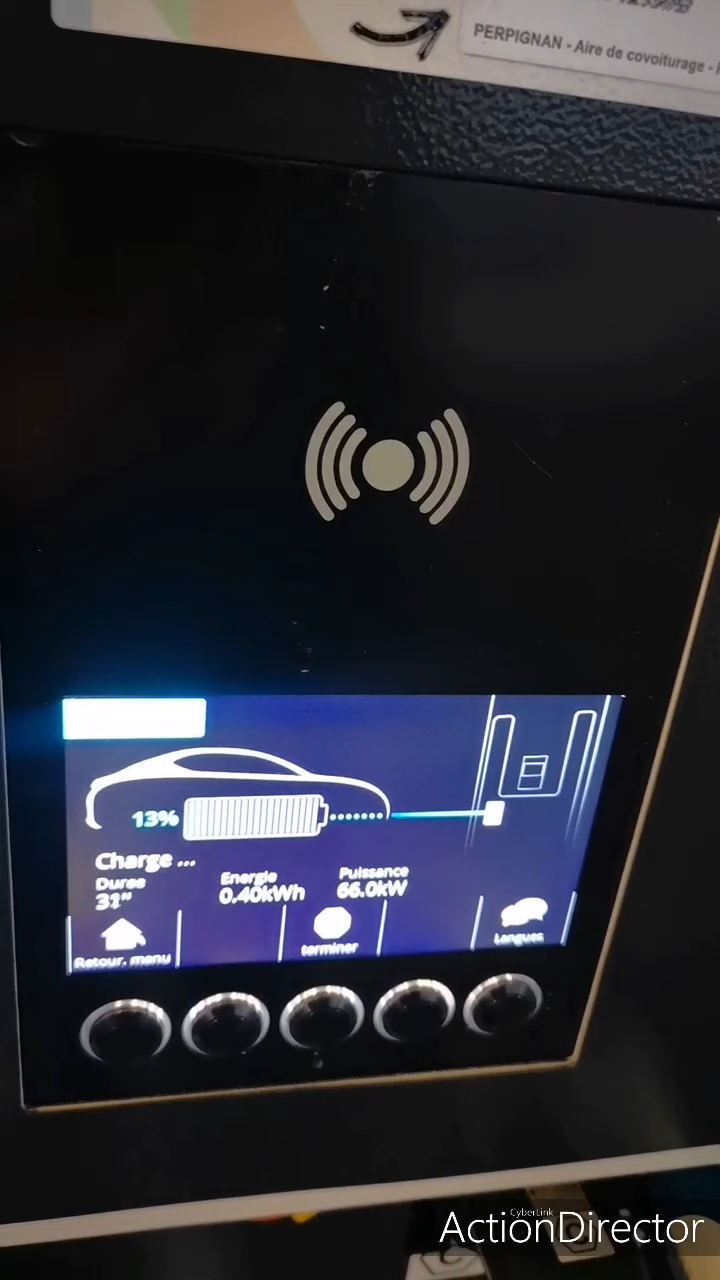 PERPIGNAN - Aire de covoiturage -
13%
Charge ...
Duree
31"
Energie
0.40kWh
Puissance
66.0kW
Retour. menu
terminer
Langues
CyberLink
ActionDirector